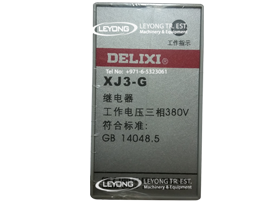 LEYONG TR. EST.
Machinery & Equipment
工作指示
DELIXI®
Tel No: +971-6-5323061
XJ3-G
继电器
工作电压三相380V
符合标准:
GB 14048.5
LEYONG TR. EST.
Machinery & Equipment
LEYONG